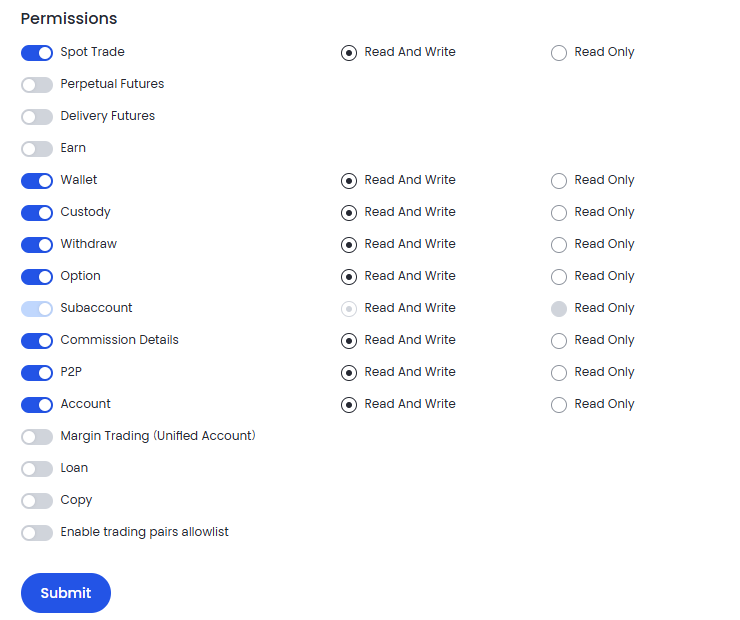 Permissions
Spot Trade Read And Write Read Only
Perpetual Futures
Delivery Futures
Earn
Wallet Read And Write Read Only
Custody Read And Write Read Only
Withdraw Read And Write Read Only
Option Read And Write Read Only
Subaccount Read And Write Read Only
Commission Details Read And Write Read Only
P2P Read And Write Read Only
Account Read And Write Read Only
Margin Trading (Unified Account)
Loan
Copy
Enable trading pairs allowlist
Submit